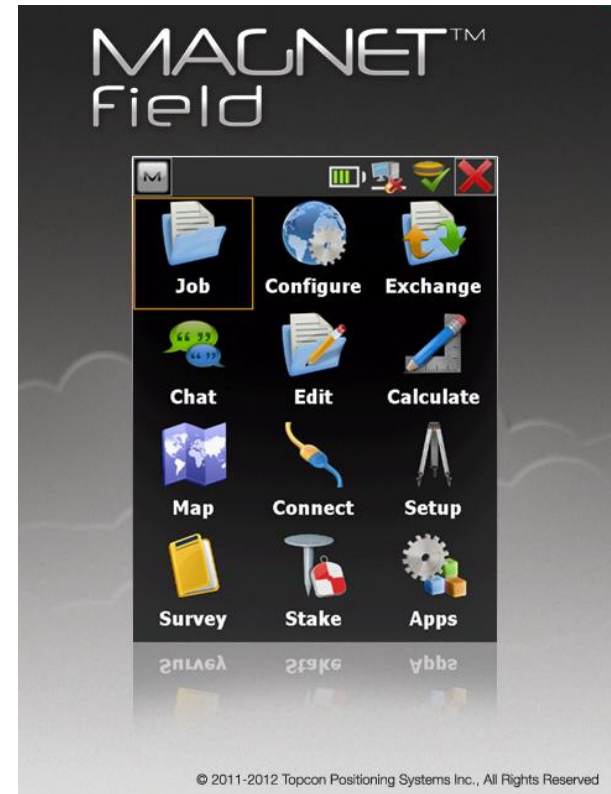 MAGNET™
Field
M
Job Configure Exchange
Chat Edit Calculate
Map Connect Setup
Survey Stake Apps
Survey Stake Apps
© 2011-2012 Topcon Positioning Systems Inc., All Rights Reserved